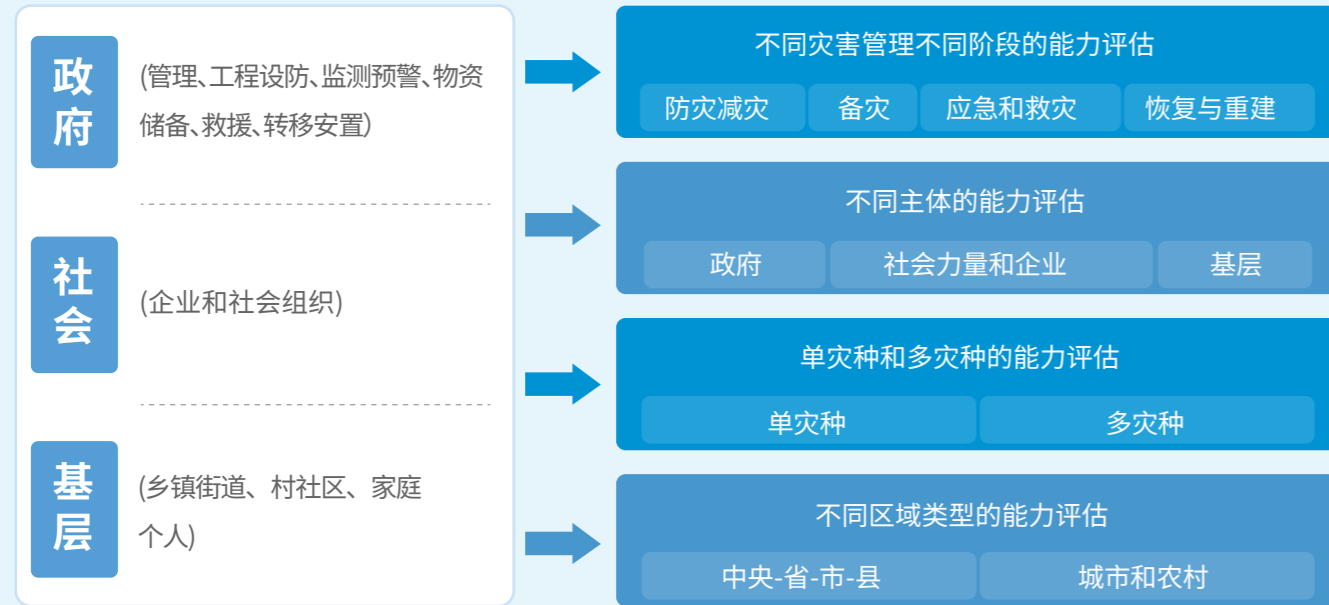 政府
(管理、工程设防、监测预警、物资
储备、救援、转移安置)
社会
(企业和社会组织)
基层
(乡镇街道、村社区、家庭
个人)
不同灾害管理不同阶段的能力评估
防灾减灾 备灾 应急和救灾 恢复与重建
不同主体的能力评估
政府 社会力量和企业 基层
单灾种和多灾种的能力评估
单灾种 多灾种
不同区域类型的能力评估
中央-省-市-县 城市和农村